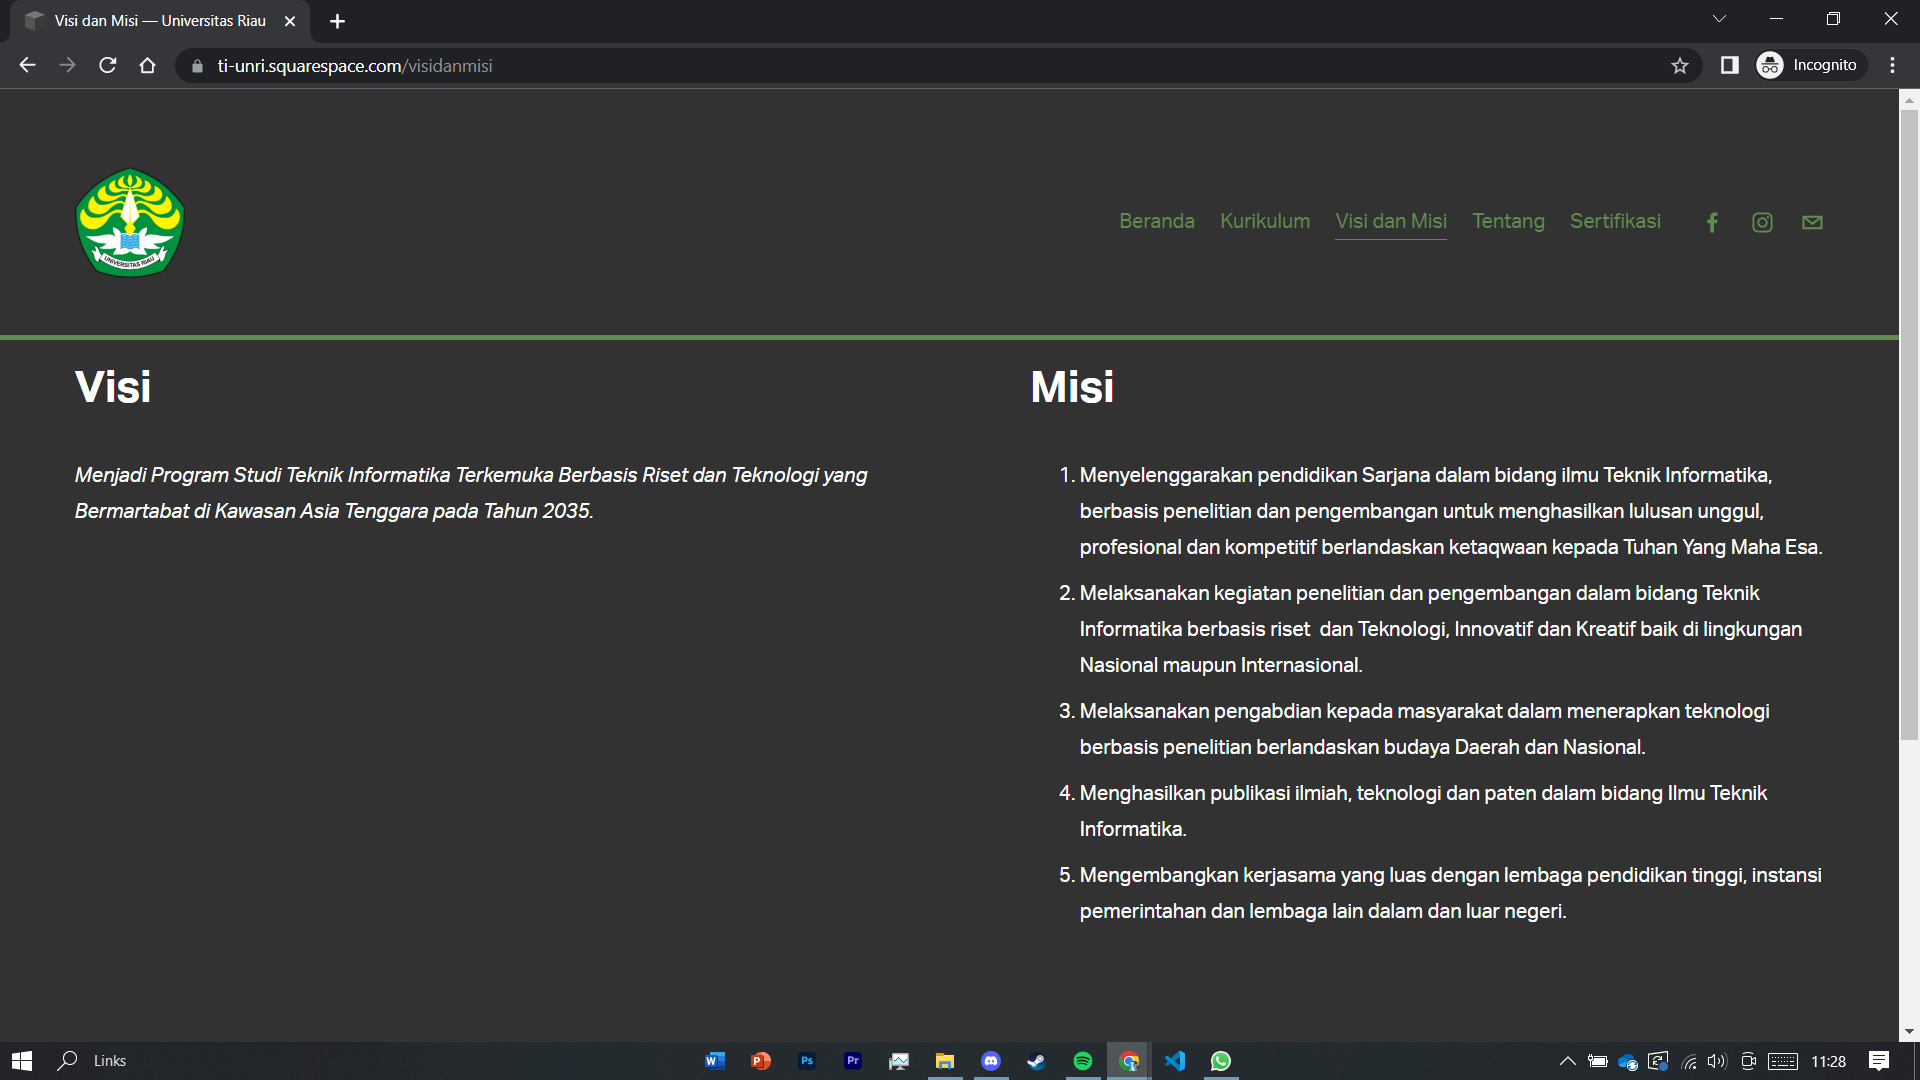 Visi dan Misi — Universitas Riau
ti-unri.squarespace.com/visidanmisi
Incognito
UNIVERSITAS RIAU
Beranda Kurikulum Visi dan Misi Tentang Sertifikasi
Visi
Menjadi Program Studi Teknik Informatika Terkemuka Berbasis Riset dan Teknologi yang
Bermartabat di Kawasan Asia Tenggara pada Tahun 2035.
Misi
1. Menyelenggarakan pendidikan Sarjana dalam bidang ilmu Teknik Informatika,
berbasis penelitian dan pengembangan untuk menghasilkan lulusan unggul,
profesional dan kompetitif berlandaskan ketaqwaan kepada Tuhan Yang Maha Esa.
2. Melaksanakan kegiatan penelitian dan pengembangan dalam bidang Teknik
Informatika berbasis riset  dan Teknologi, Innovatif dan Kreatif baik di lingkungan
Nasional maupun Internasional.
3. Melaksanakan pengabdian kepada masyarakat dalam menerapkan teknologi
berbasis penelitian berlandaskan budaya Daerah dan Nasional.
4. Menghasilkan publikasi ilmiah, teknologi dan paten dalam bidang Ilmu Teknik
Informatika.
5. Mengembangkan kerjasama yang luas dengan lembaga pendidikan tinggi, instansi
pemerintahan dan lembaga lain dalam dan luar negeri.
Links
W P Ps Pr
11:28